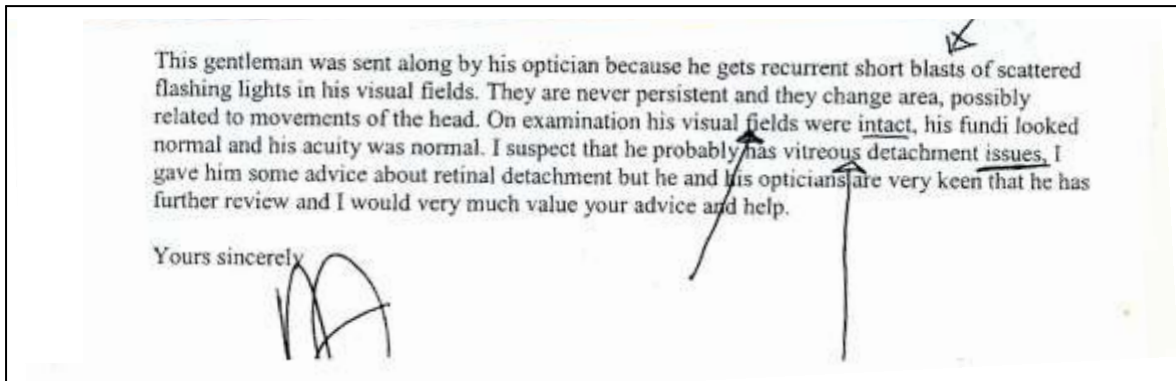 This gentleman was sent along by his optician because he gets recurrent short blasts of scattered
flashing lights in his visual fields. They are never persistent and they change area, possibly
related to movements of the head. On examination his visual fields were intact, his fundi looked
normal and his acuity was normal. I suspect that he probably has vitreous detachment issues, I
gave him some advice about retinal detachment but he and his opticians are very keen that he has
further review and I would very much value your advice and help.
Yours sincerely